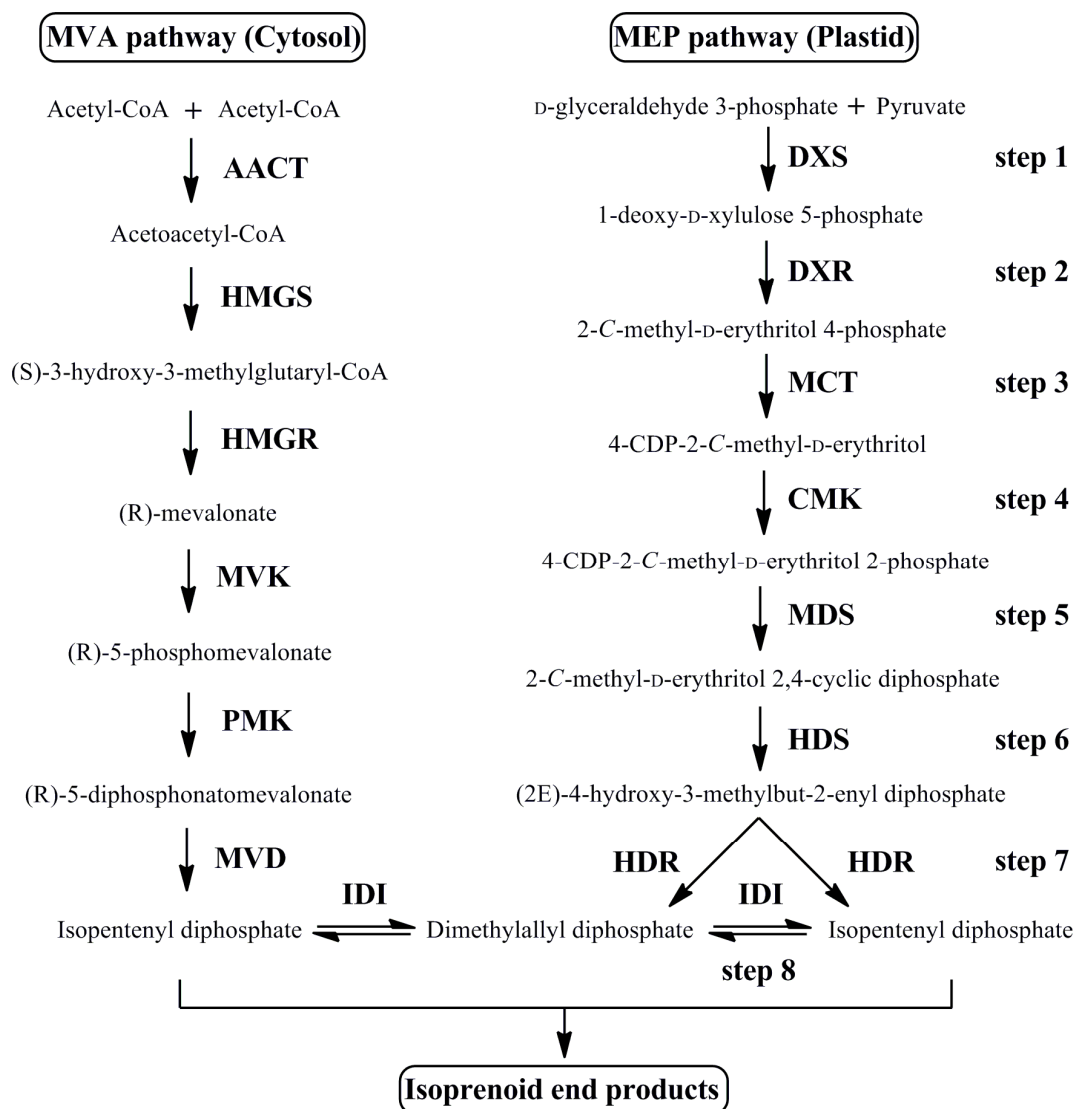 MVA pathway (Cytosol)
Acetyl-CoA + Acetyl-CoA
AACT
Acetoacetyl-CoA
HMGS
(S)-3-hydroxy-3-methylglutaryl-CoA
HMGR
(R)-mevalonate
MVK
(R)-5-phosphomevalonate
PMK
(R)-5-diphosphonatomevalonate
MVD
MEP pathway (Plastid)
D-glyceraldehyde 3-phosphate + Pyruvate
DXS step 1
1-deoxy-D-xylulose 5-phosphate
DXR step 2
2-C-methyl-D-erythritol 4-phosphate
MCT step 3
4-CDP-2-C-methyl-D-erythritol
CMK step 4
4-CDP-2-C-methyl-D-erythritol 2-phosphate
MDS step 5
2-C-methyl-D-erythritol 2,4-cyclic diphosphate
HDS step 6
(2E)-4-hydroxy-3-methylbut-2-enyl diphosphate
HDR HDR step 7
IDI IDI
Isopentenyl diphosphate Dimethylallyl diphosphate Isopentenyl diphosphate
step 8
Isoprenoid end products